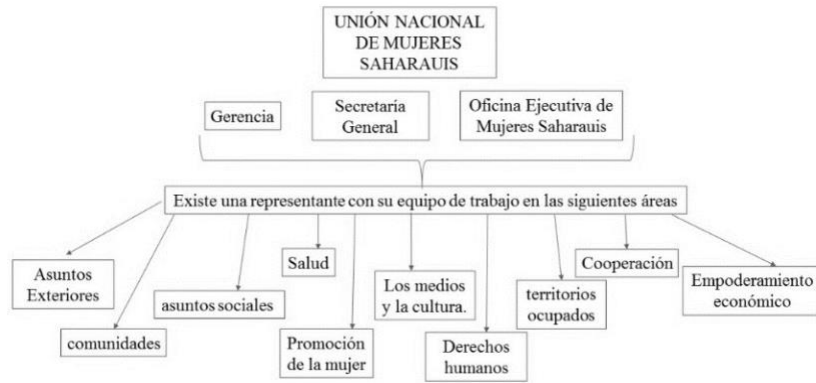 UNIÓN NACIONAL
DE MUJERES
SAHARAUIS
Gerencia
Secretaría
General
Oficina Ejecutiva de
Mujeres Saharauis
Existe una representante con su equipo de trabajo en las siguientes áreas
Asuntos
Exteriores
comunidades
asuntos sociales
Salud
Promoción
de la mujer
Los medios
y la cultura.
Derechos
humanos
territorios
ocupados
Cooperación
Empoderamiento
económico